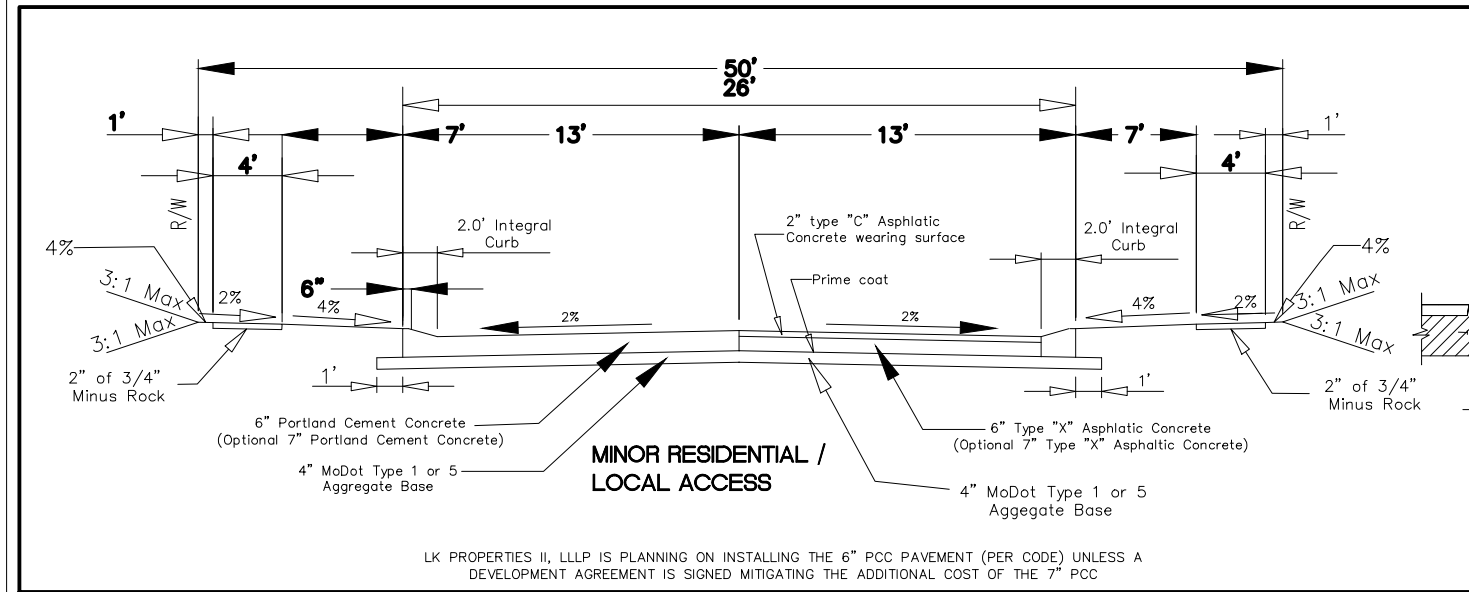 50'
26'
1'
7'
13'
13'
7'
1'
4'
4'
R/W
R/W
2.0' Integral
Curb
2" type "C" Asphlatic
Concrete wearing surface
2.0' Integral
Curb
4%
4%
Prime coat
3:1 Max
2%
6"
4%
2%
2%
4%
2%
3:1 Max
3:1 Max
3:1 Max
2" of 3/4"
Minus Rock
1'
1'
2" of 3/4"
Minus Rock
6" Portland Cement Concrete
(Optional 7" Portland Cement Concrete)
6" Type "X" Asphlatic Concrete
(Optional 7" Type "X" Asphaltic Concrete)
4" MoDot Type 1 or 5
Aggregate Base
MINOR RESIDENTIAL /
LOCAL ACCESS
4" MoDot Type 1 or 5
Aggegate Base
LK PROPERTIES II, LLLP IS PLANNING ON INSTALLING THE 6" PCC PAVEMENT (PER CODE) UNLESS A
DEVELOPMENT AGREEMENT IS SIGNED MITIGATING THE ADDITIONAL COST OF THE 7" PCC